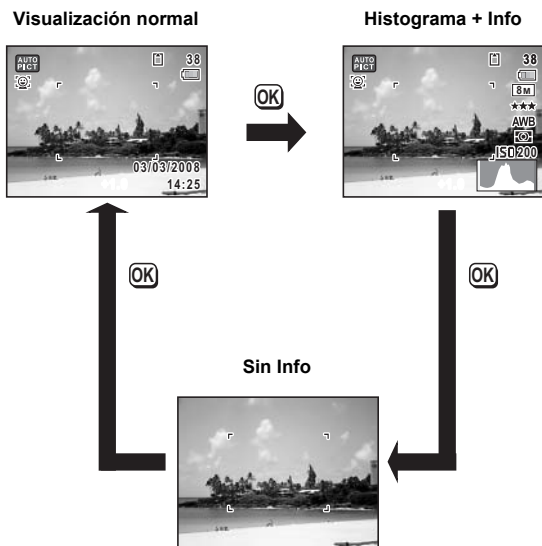 Visualización normal
Histograma + Info
AUTO
PICT
38
03/03/2008
14:25
OK
AUTO
PICT
38
8M
AWB
ISO 200
OK
OK
Sin Info